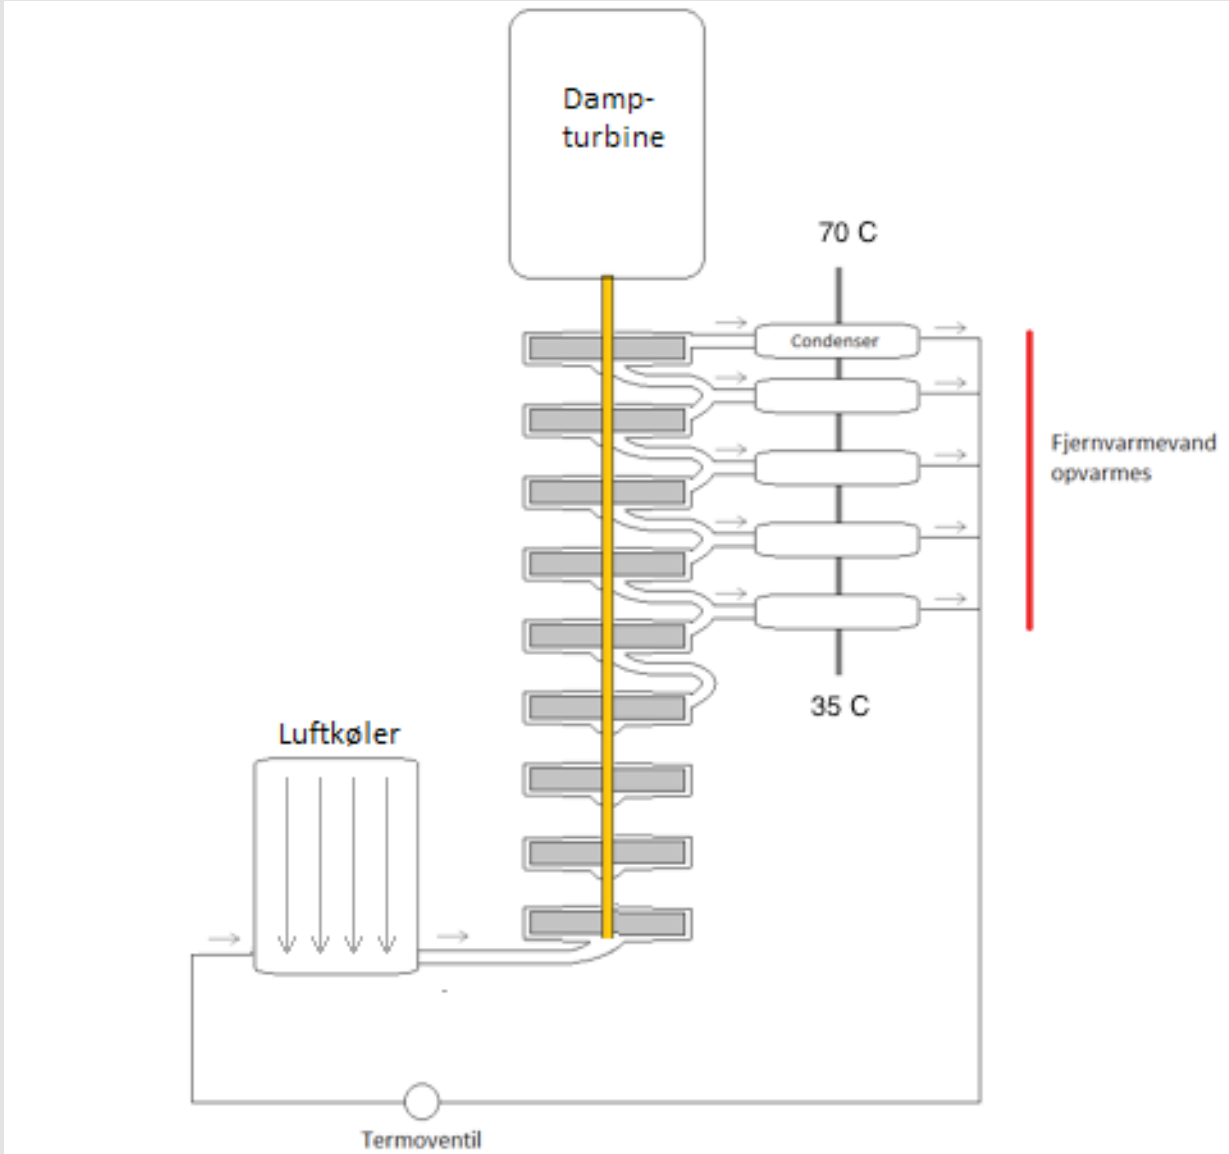 Damp-
turbine
70 C
Condenser
Fjernvarmevand
opvarmes
35 C
Luftkøler
Termoventil